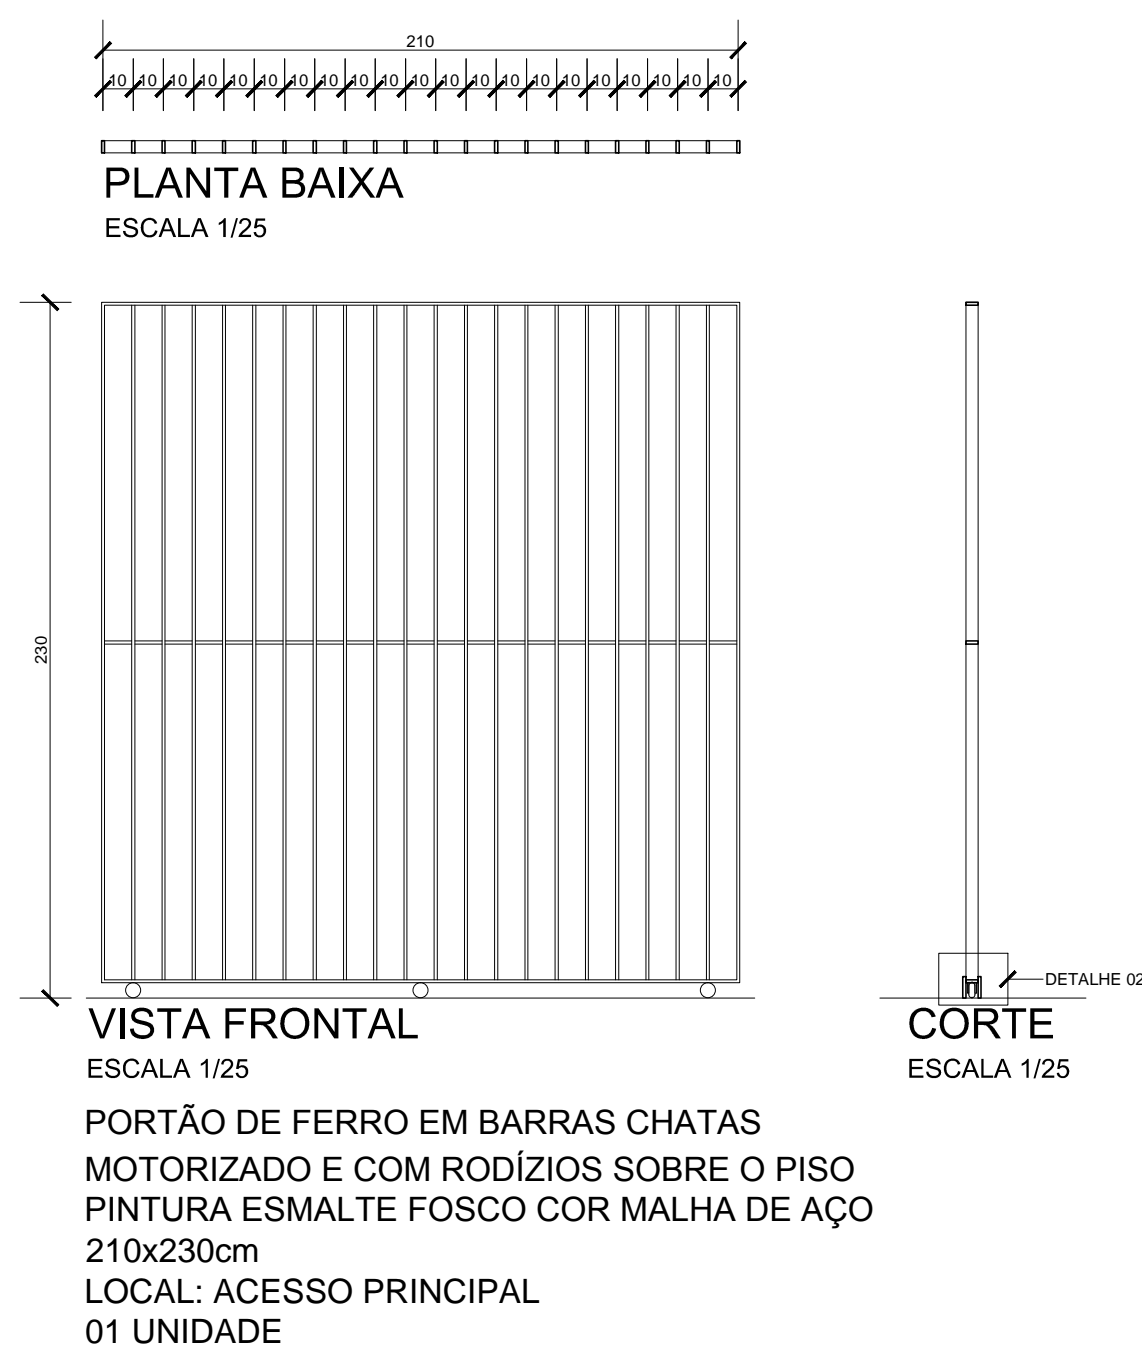 210
10 10 10 10 10 10 10 10 10 10 10 10 10 10 10 10 10 10 10 10 10
PLANTA BAIXA
ESCALA 1/25
230
DETALHE 02
VISTA FRONTAL
ESCALA 1/25
CORTE
ESCALA 1/25
PORTÃO DE FERRO EM BARRAS CHATAS
MOTORIZADO E COM RODÍZIOS SOBRE O PISO
PINTURA ESMALTE FOSCO COR MALHA DE AÇO
210x230cm
LOCAL: ACESSO PRINCIPAL
01 UNIDADE